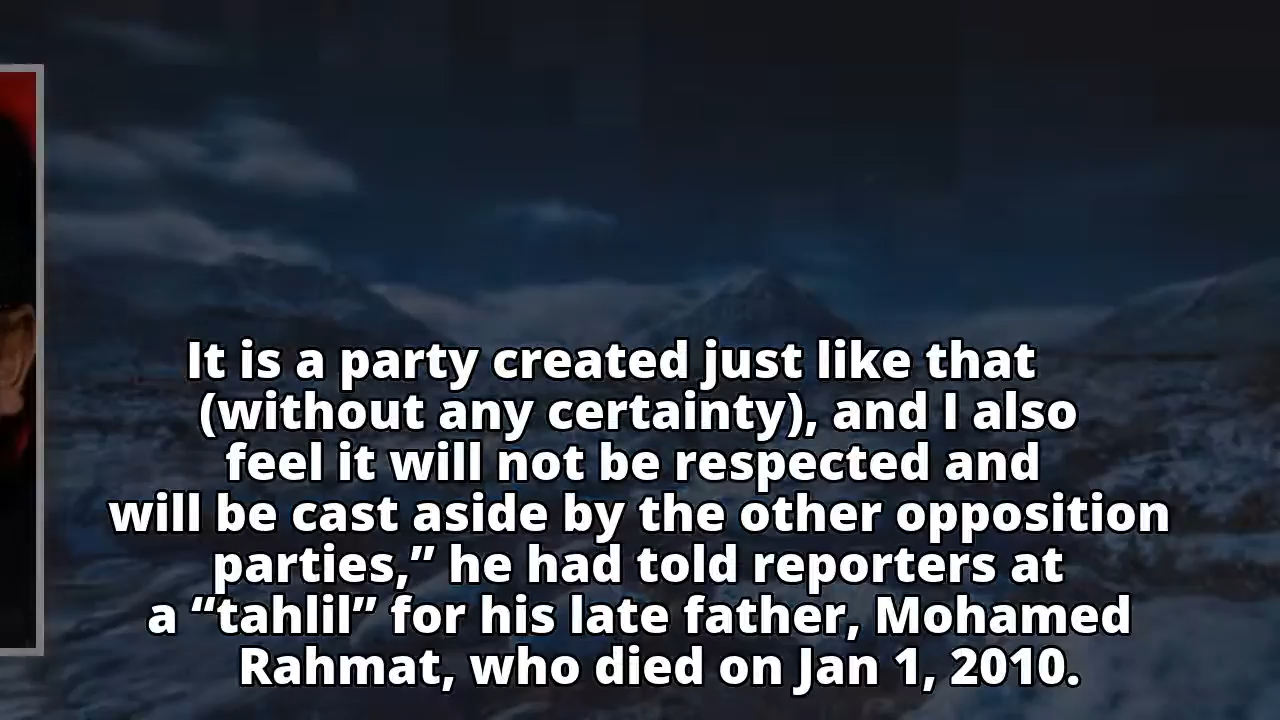 It is a party created just like that
(without any certainty), and I also
feel it will not be respected and
will be cast aside by the other opposition
parties,” he had told reporters at
a “tahlil” for his late father, Mohamed
Rahmat, who died on Jan 1, 2010.